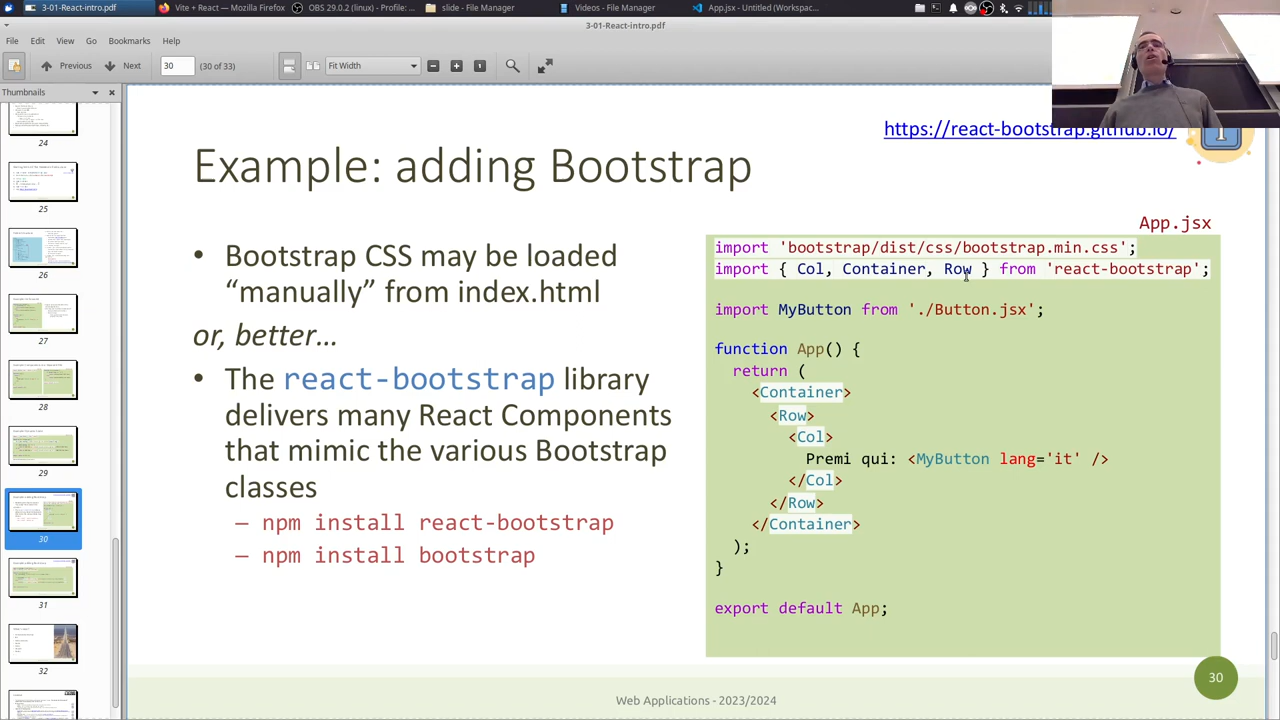 3-01-React-intro.pdf
Vite + React — Mozilla Firefox
OBS 29.0.2 (linux) - Profile: ...
slide - File Manager
Videos - File Manager
App.jsx - Untitled (Workspac...
3-01-React-intro.pdf
File Edit View Go Bookmarks Help
Previous Next 30 (30 of 33) Fit Width
Thumbnails
24
25
26
27
28
29
30
31
32
https://react-bootstrap.github.io/
Example: adding Bootstrap
• Bootstrap CSS may be loaded
“manually” from index.html
or, better…
• The react-bootstrap library
delivers many React Components
that mimic the various Bootstrap
classes
– npm install react-bootstrap
– npm install bootstrap
App.jsx
import 'bootstrap/dist/css/bootstrap.min.css';
import { Col, Container, Row } from 'react-bootstrap';
import MyButton from './Button.jsx';
function App() {
return (
<Container>
<Row>
<Col>
Premi qui: <MyButton lang='it' />
</Col>
</Row>
</Container>
);
}
export default App;
Web Applications - 2023/2024
30